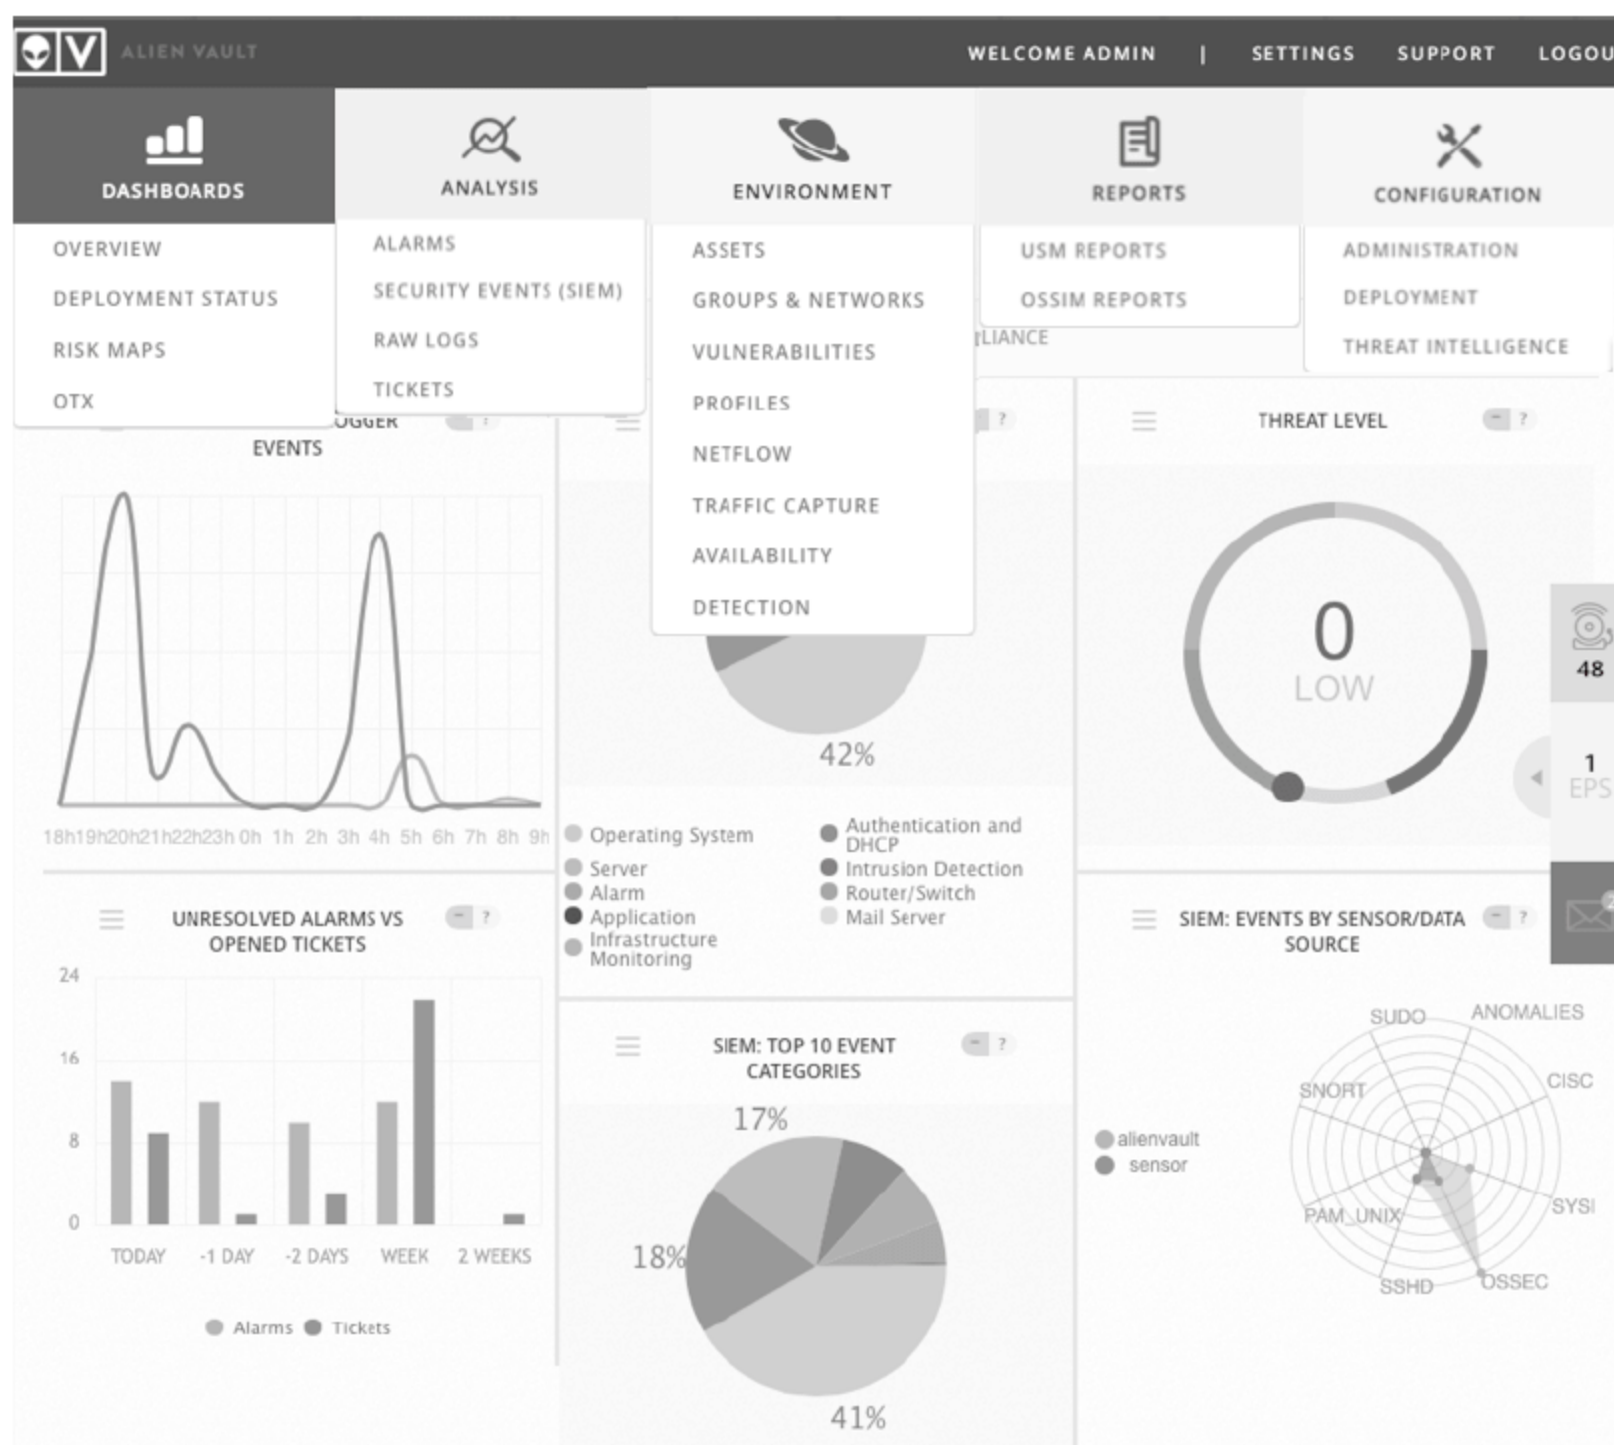 V ALIEN VAULT
WELCOME ADMIN | SETTINGS SUPPORT LOGOU
DASHBOARDS
ANALYSIS
ENVIRONMENT
REPORTS
CONFIGURATION
OVERVIEW
DEPLOYMENT STATUS
RISK MAPS
OTX
ALARMS
SECURITY EVENTS (SIEM)
RAW LOGS
TICKETS
ASSETS
GROUPS & NETWORKS
VULNERABILITIES
PROFILES
NETFLOW
TRAFFIC CAPTURE
AVAILABILITY
DETECTION
USM REPORTS
OSSIM REPORTS
LIANCE
ADMINISTRATION
DEPLOYMENT
THREAT INTELLIGENCE
OGGER
EVENTS
- ?
18h19h20h21h22h23h 0h 1h 2h 3h 4h 5h 6h 7h 8h 9h
?
42%
Operating System
Server
Alarm
Application
Infrastructure
Monitoring
Authentication and
DHCP
Intrusion Detection
Router/Switch
Mail Server
THREAT LEVEL
- ?
0
LOW
48
1
EPS
2
UNRESOLVED ALARMS VS
OPENED TICKETS
- ?
24
16
8
0
TODAY -1 DAY -2 DAYS WEEK 2 WEEKS
Alarms Tickets
SIEM: TOP 10 EVENT
CATEGORIES
- ?
17%
18%
41%
SIEM: EVENTS BY SENSOR/DATA
SOURCE
- ?
alienvault
sensor
SUDO
ANOMALIES
SNORT
CISC
PAM_UNIX
SYSI
SSHD
OSSEC